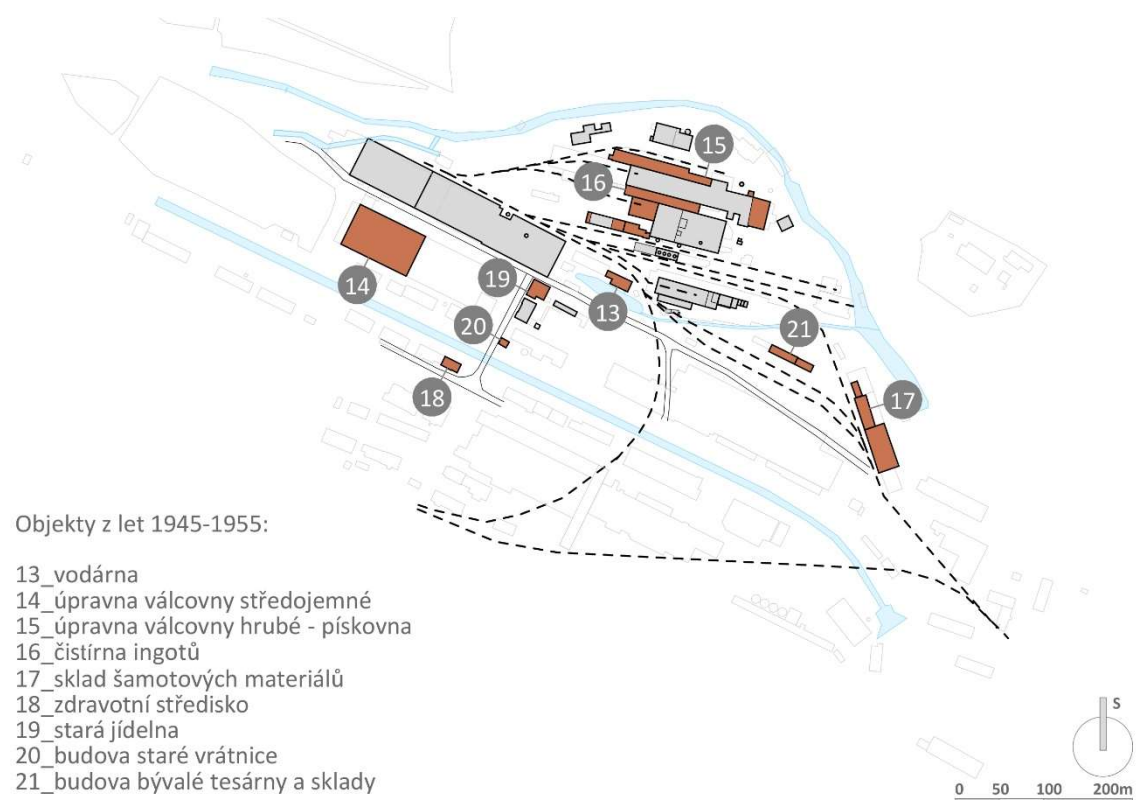 15
16
14
19
13
20
21
18
17
Objekty z let 1945-1955:
13_vodárna
14_úpravna válcovny středojemné
15_úpravna válcovny hrubé - pískovna
16_čistírna ingotů
17_sklad šamotových materiálů
18_zdravotní středisko
19_stará jídelna
20_budova staré vrátnice
21_budova bývalé tesárny a sklady
S
0 50 100 200m